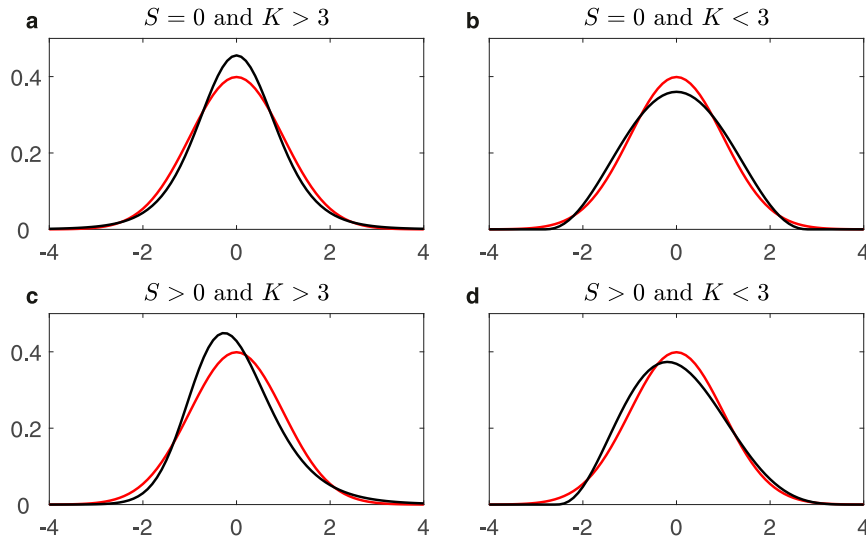 a S = 0 and K > 3
b S = 0 and K < 3
0.4
0.2
0
-4 -2 0 2 4
-4 -2 0 2 4
c S > 0 and K > 3
d S > 0 and K < 3
0.4
0.2
0
-4 -2 0 2 4
-4 -2 0 2 4